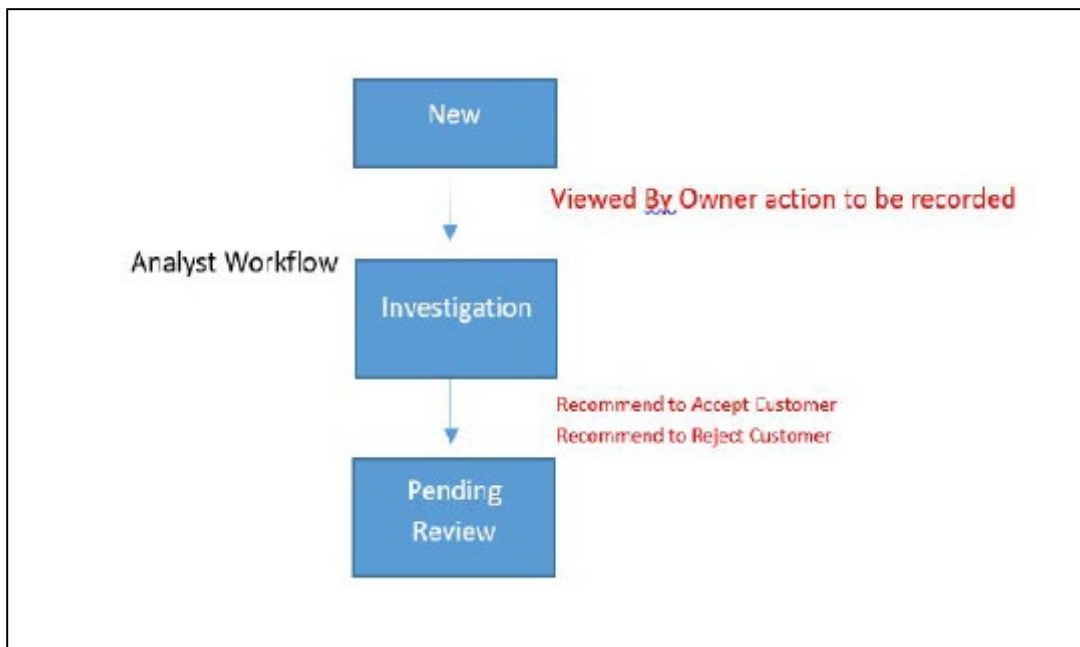 New
Viewed By Owner action to be recorded
Analyst Workflow
Investigation
Recommend to Accept Customer
Recommend to Reject Customer
Pending
Review